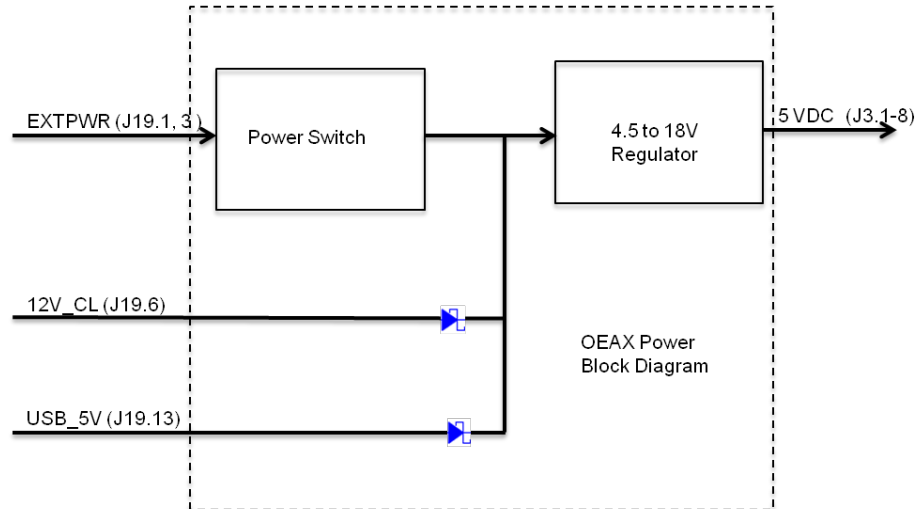 EXTPWR (J19.1, 3 )
Power Switch
4.5 to 18V
Regulator
5 VDC (J3.1-8)
12V_CL (J19.6)
OEAX Power
Block Diagram
USB_5V (J19.13)